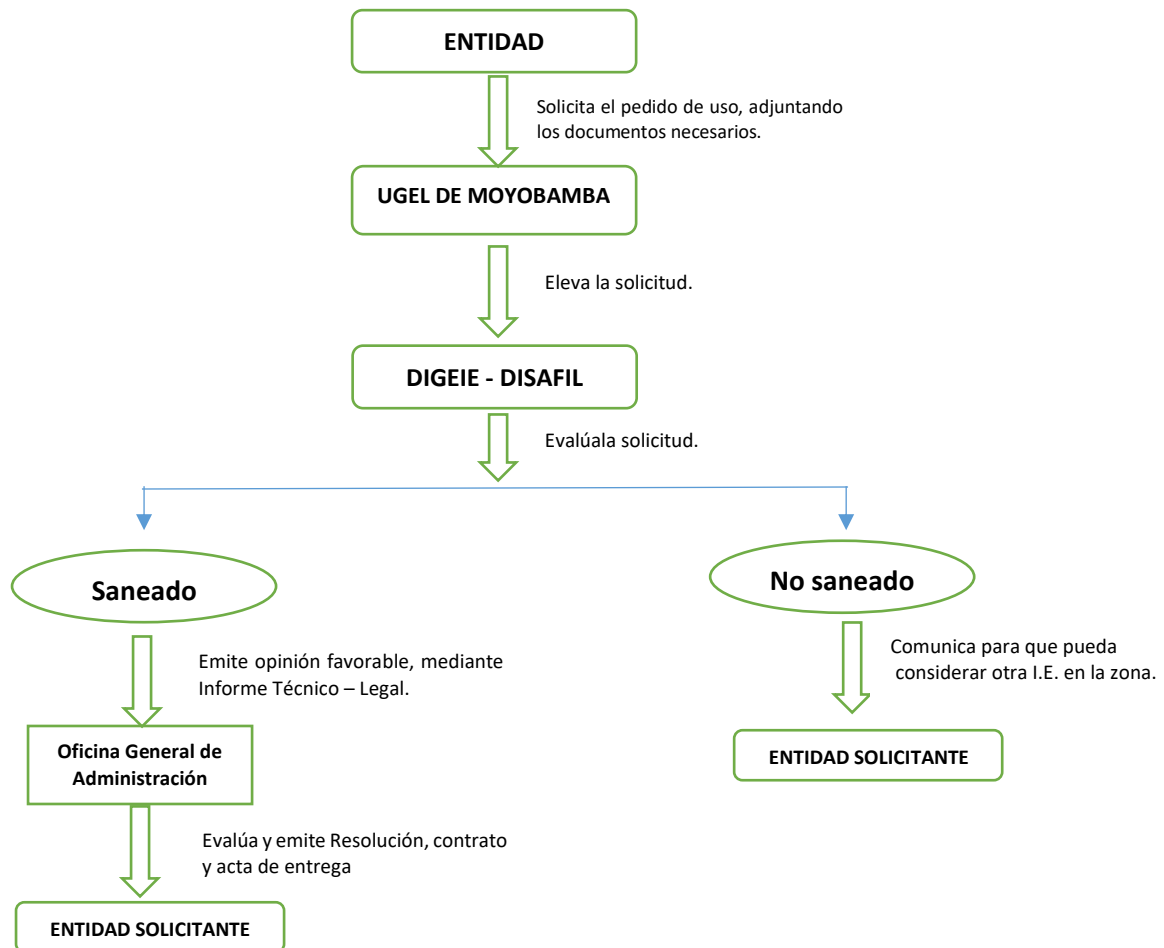 ENTIDAD
Solicita el pedido de uso, adjuntando
los documentos necesarios.
UGEL DE MOYOBAMBA
Eleva la solicitud.
DIGEIE - DISAFIL
Evalúala solicitud.
Saneado
No saneado
Emite opinión favorable, mediante
Informe Técnico – Legal.
Comunica para que pueda
considerar otra I.E. en la zona.
Oficina General de
Administración
ENTIDAD SOLICITANTE
Evalúa y emite Resolución, contrato
y acta de entrega
ENTIDAD SOLICITANTE